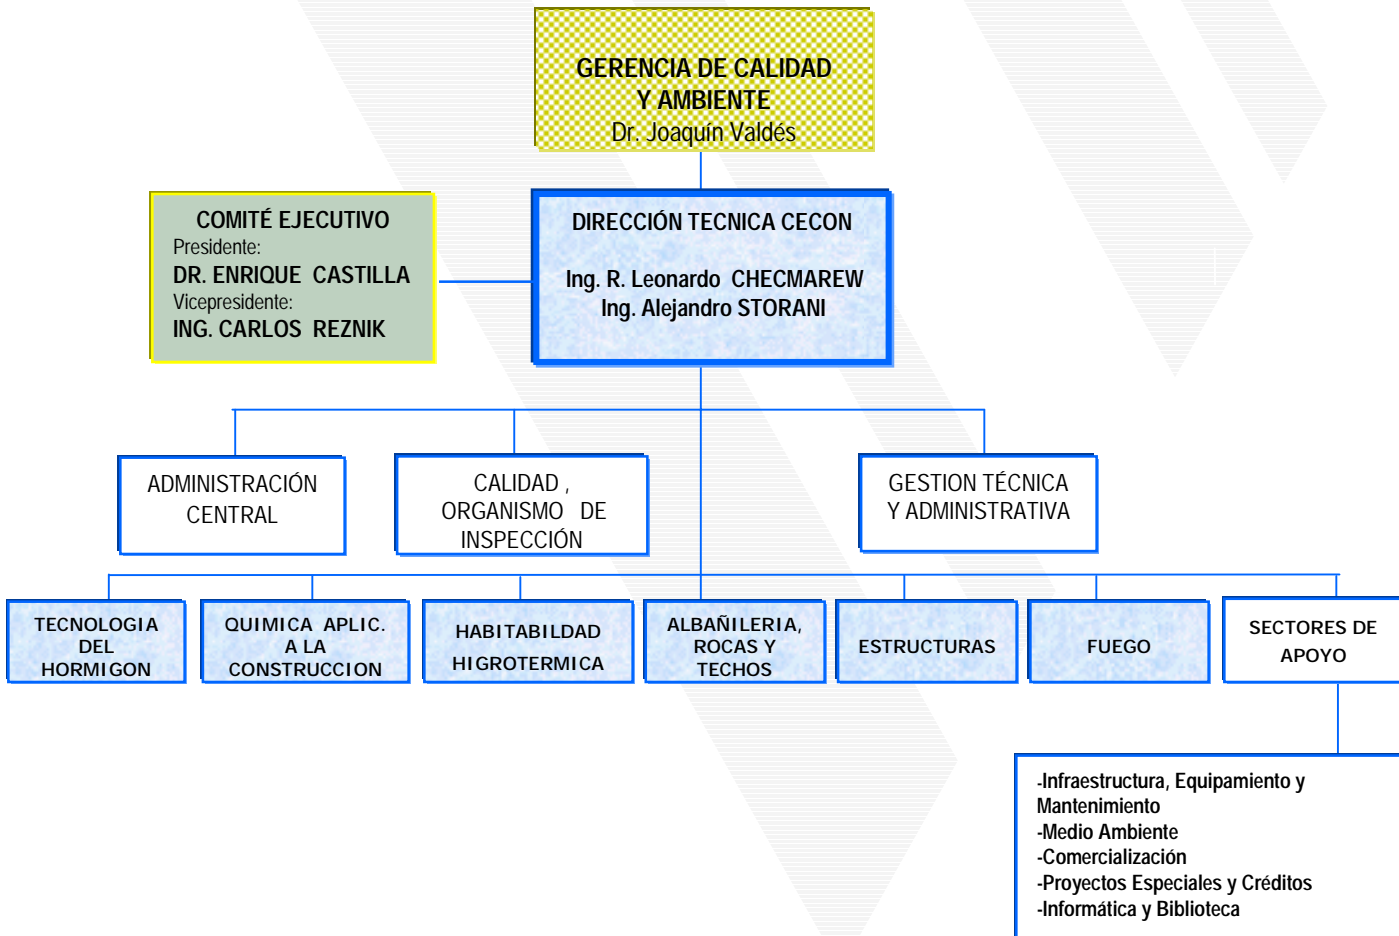 GERENCIA DE CALIDAD
Y AMBIENTE
Dr. Joaquín Valdés
COMITÉ EJECUTIVO
Presidente:
DR. ENRIQUE CASTILLA
Vicepresidente:
ING. CARLOS REZNIK
DIRECCIÓN TECNICA CECON
Ing. R. Leonardo CHECMAREW
Ing. Alejandro STORANI
ADMINISTRACIÓN
CENTRAL
CALIDAD ,
ORGANISMO DE
INSPECCIÓN
GESTION TÉCNICA
Y ADMINISTRATIVA
TECNOLOGIA
DEL
HORMIGON
QUIMICA APLIC.
A LA
CONSTRUCCION
HABITABILDAD
HIGROTERMICA
ALBAÑILERIA,
ROCAS Y
TECHOS
ESTRUCTURAS
FUEGO
SECTORES DE
APOYO
-Infraestructura, Equipamiento y
Mantenimiento
-Medio Ambiente
-Comercialización
-Proyectos Especiales y Créditos
-Informática y Biblioteca